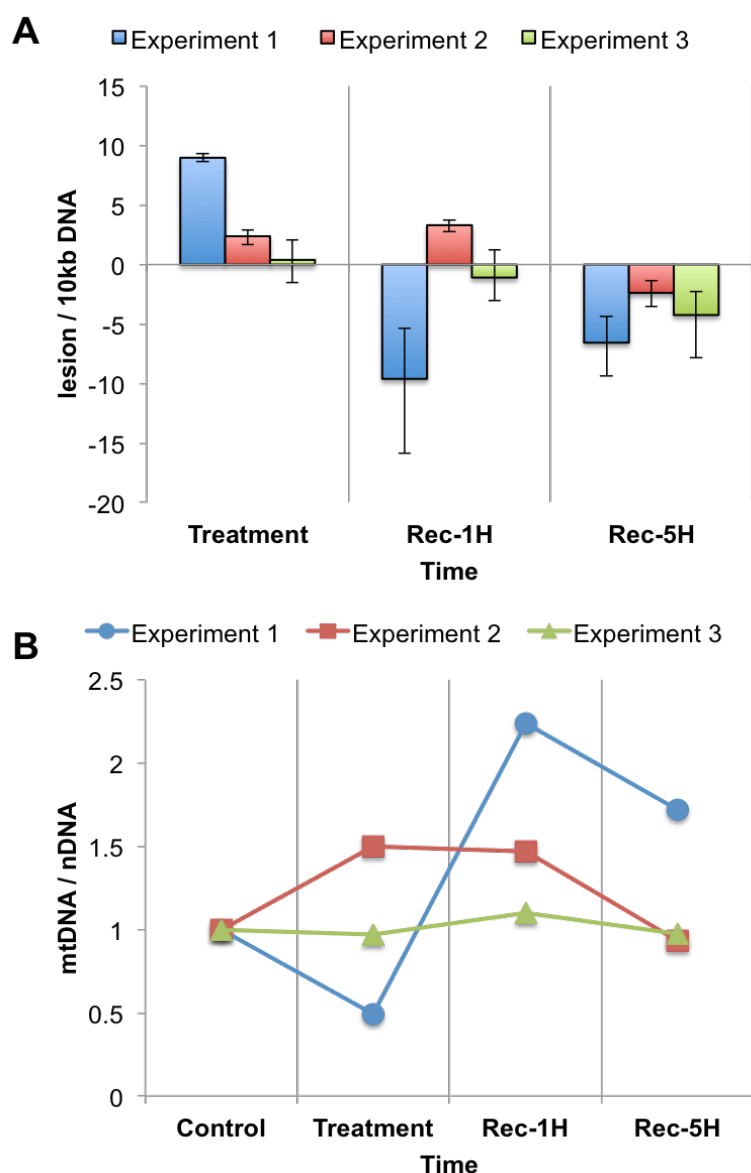 A
Experiment 1 Experiment 2 Experiment 3
lesion / 10kb DNA
15
10
5
0
-5
-10
-15
-20
Treatment Rec-1H Rec-5H
Time
B
Experiment 1 Experiment 2 Experiment 3
mtDNA / nDNA
2.5
2
1.5
1
0.5
0
Control Treatment Rec-1H Rec-5H
Time